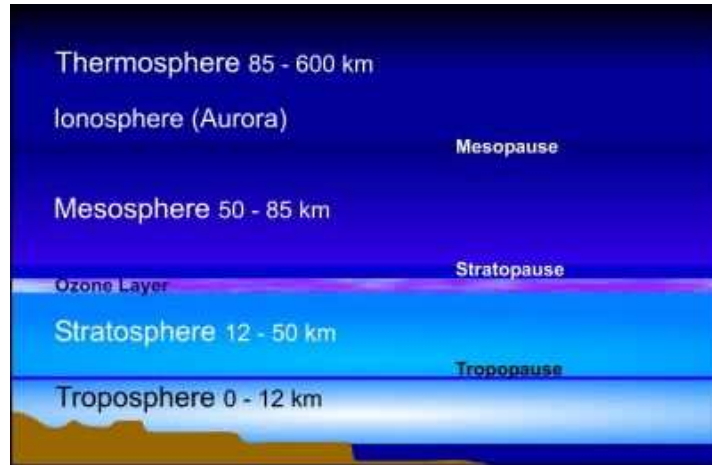 Thermosphere 85 - 600 km
Ionosphere (Aurora)
Mesopause
Mesosphere 50 - 85 km
Stratopause
Ozone Layer
Stratosphere 12 - 50 km
Tropopause
Troposphere 0 - 12 km